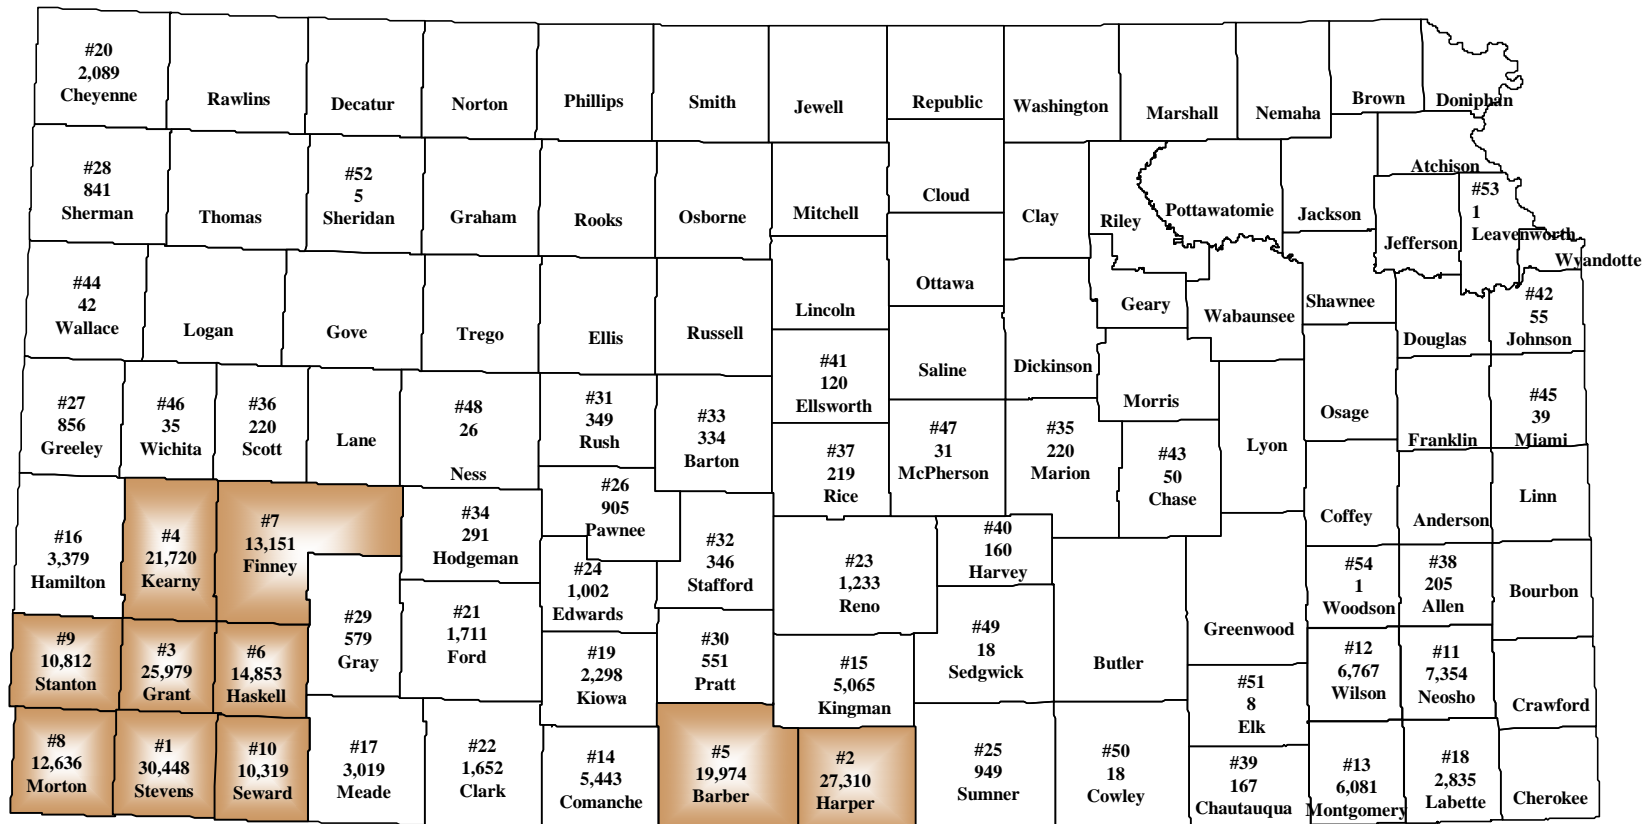 #20
2,089
Cheyenne
Rawlins
Decatur
Norton
Phillips
Smith
Jewell
Republic
Washington
Marshall
Nemaha
Brown
Doniphan
#28
841
Sherman
Thomas
#52
5
Sheridan
Graham
Rooks
Osborne
Mitchell
Cloud
Clay
Riley
Pottawatomie
Jackson
Atchison
Jefferson
#53
1
Leavenworth
Wyandotte
#44
42
Wallace
Logan
Gove
Trego
Ellis
Russell
Lincoln
Ottawa
Geary
Wabaunsee
Shawnee
Douglas
#42
55
Johnson
#27
856
Greeley
#46
35
Wichita
#36
220
Scott
Lane
#48
26
Ness
#31
349
Rush
#33
334
Barton
#41
120
Ellsworth
Saline
Dickinson
Morris
Lyon
Osage
Franklin
#45
39
Miami
#37
219
Rice
#47
31
McPherson
#35
220
Marion
#43
50
Chase
#16
3,379
Hamilton
#4
21,720
Kearny
#7
13,151
Finney
#34
291
Hodgeman
#26
905
Pawnee
#24
1,002
Edwards
#32
346
Stafford
#23
1,233
Reno
#40
160
Harvey
Coffey
Anderson
Linn
#9
10,812
Stanton
#3
25,979
Grant
#6
14,853
Haskell
#29
579
Gray
#21
1,711
Ford
#19
2,298
Kiowa
#30
551
Pratt
#15
5,065
Kingman
#49
18
Sedgwick
Butler
Greenwood
#54
1
Woodson
#38
205
Allen
Bourbon
#12
6,767
Wilson
#11
7,354
Neosho
Crawford
#8
12,636
Morton
#1
30,448
Stevens
#10
10,319
Seward
#17
3,019
Meade
#22
1,652
Clark
#14
5,443
Comanche
#5
19,974
Barber
#2
27,310
Harper
#25
949
Sumner
#50
18
Cowley
#51
8
Elk
#39
167
Chautauqua
#13
6,081
Montgomery
#18
2,835
Labette
Cherokee